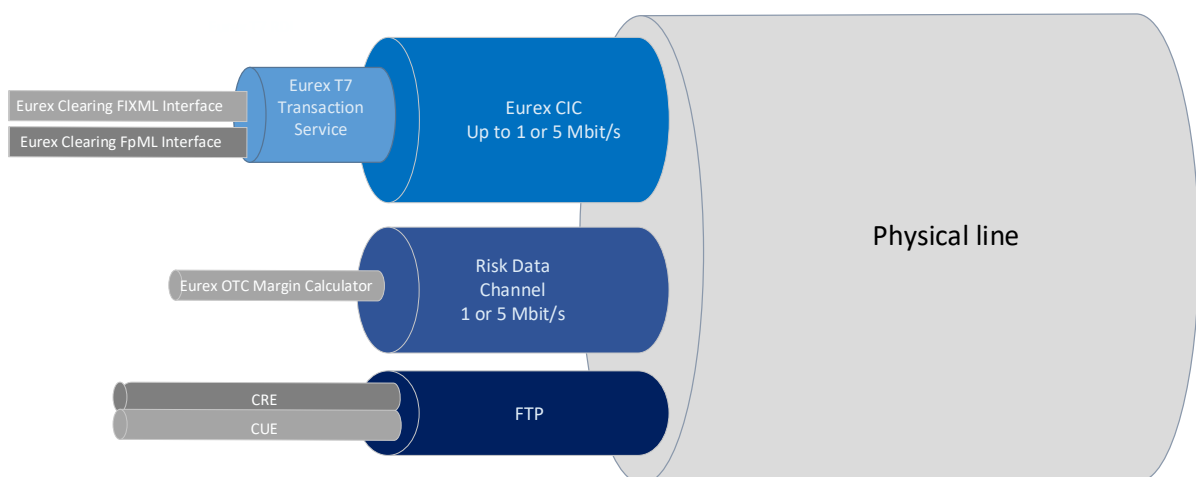 Eurex Clearing FIXML Interface
Eurex Clearing FpML Interface
Eurex T7
Transaction
Service
Eurex CIC
Up to 1 or 5 Mbit/s
Eurex OTC Margin Calculator
Risk Data
Channel
1 or 5 Mbit/s
CRE
CUE
FTP
Physical line